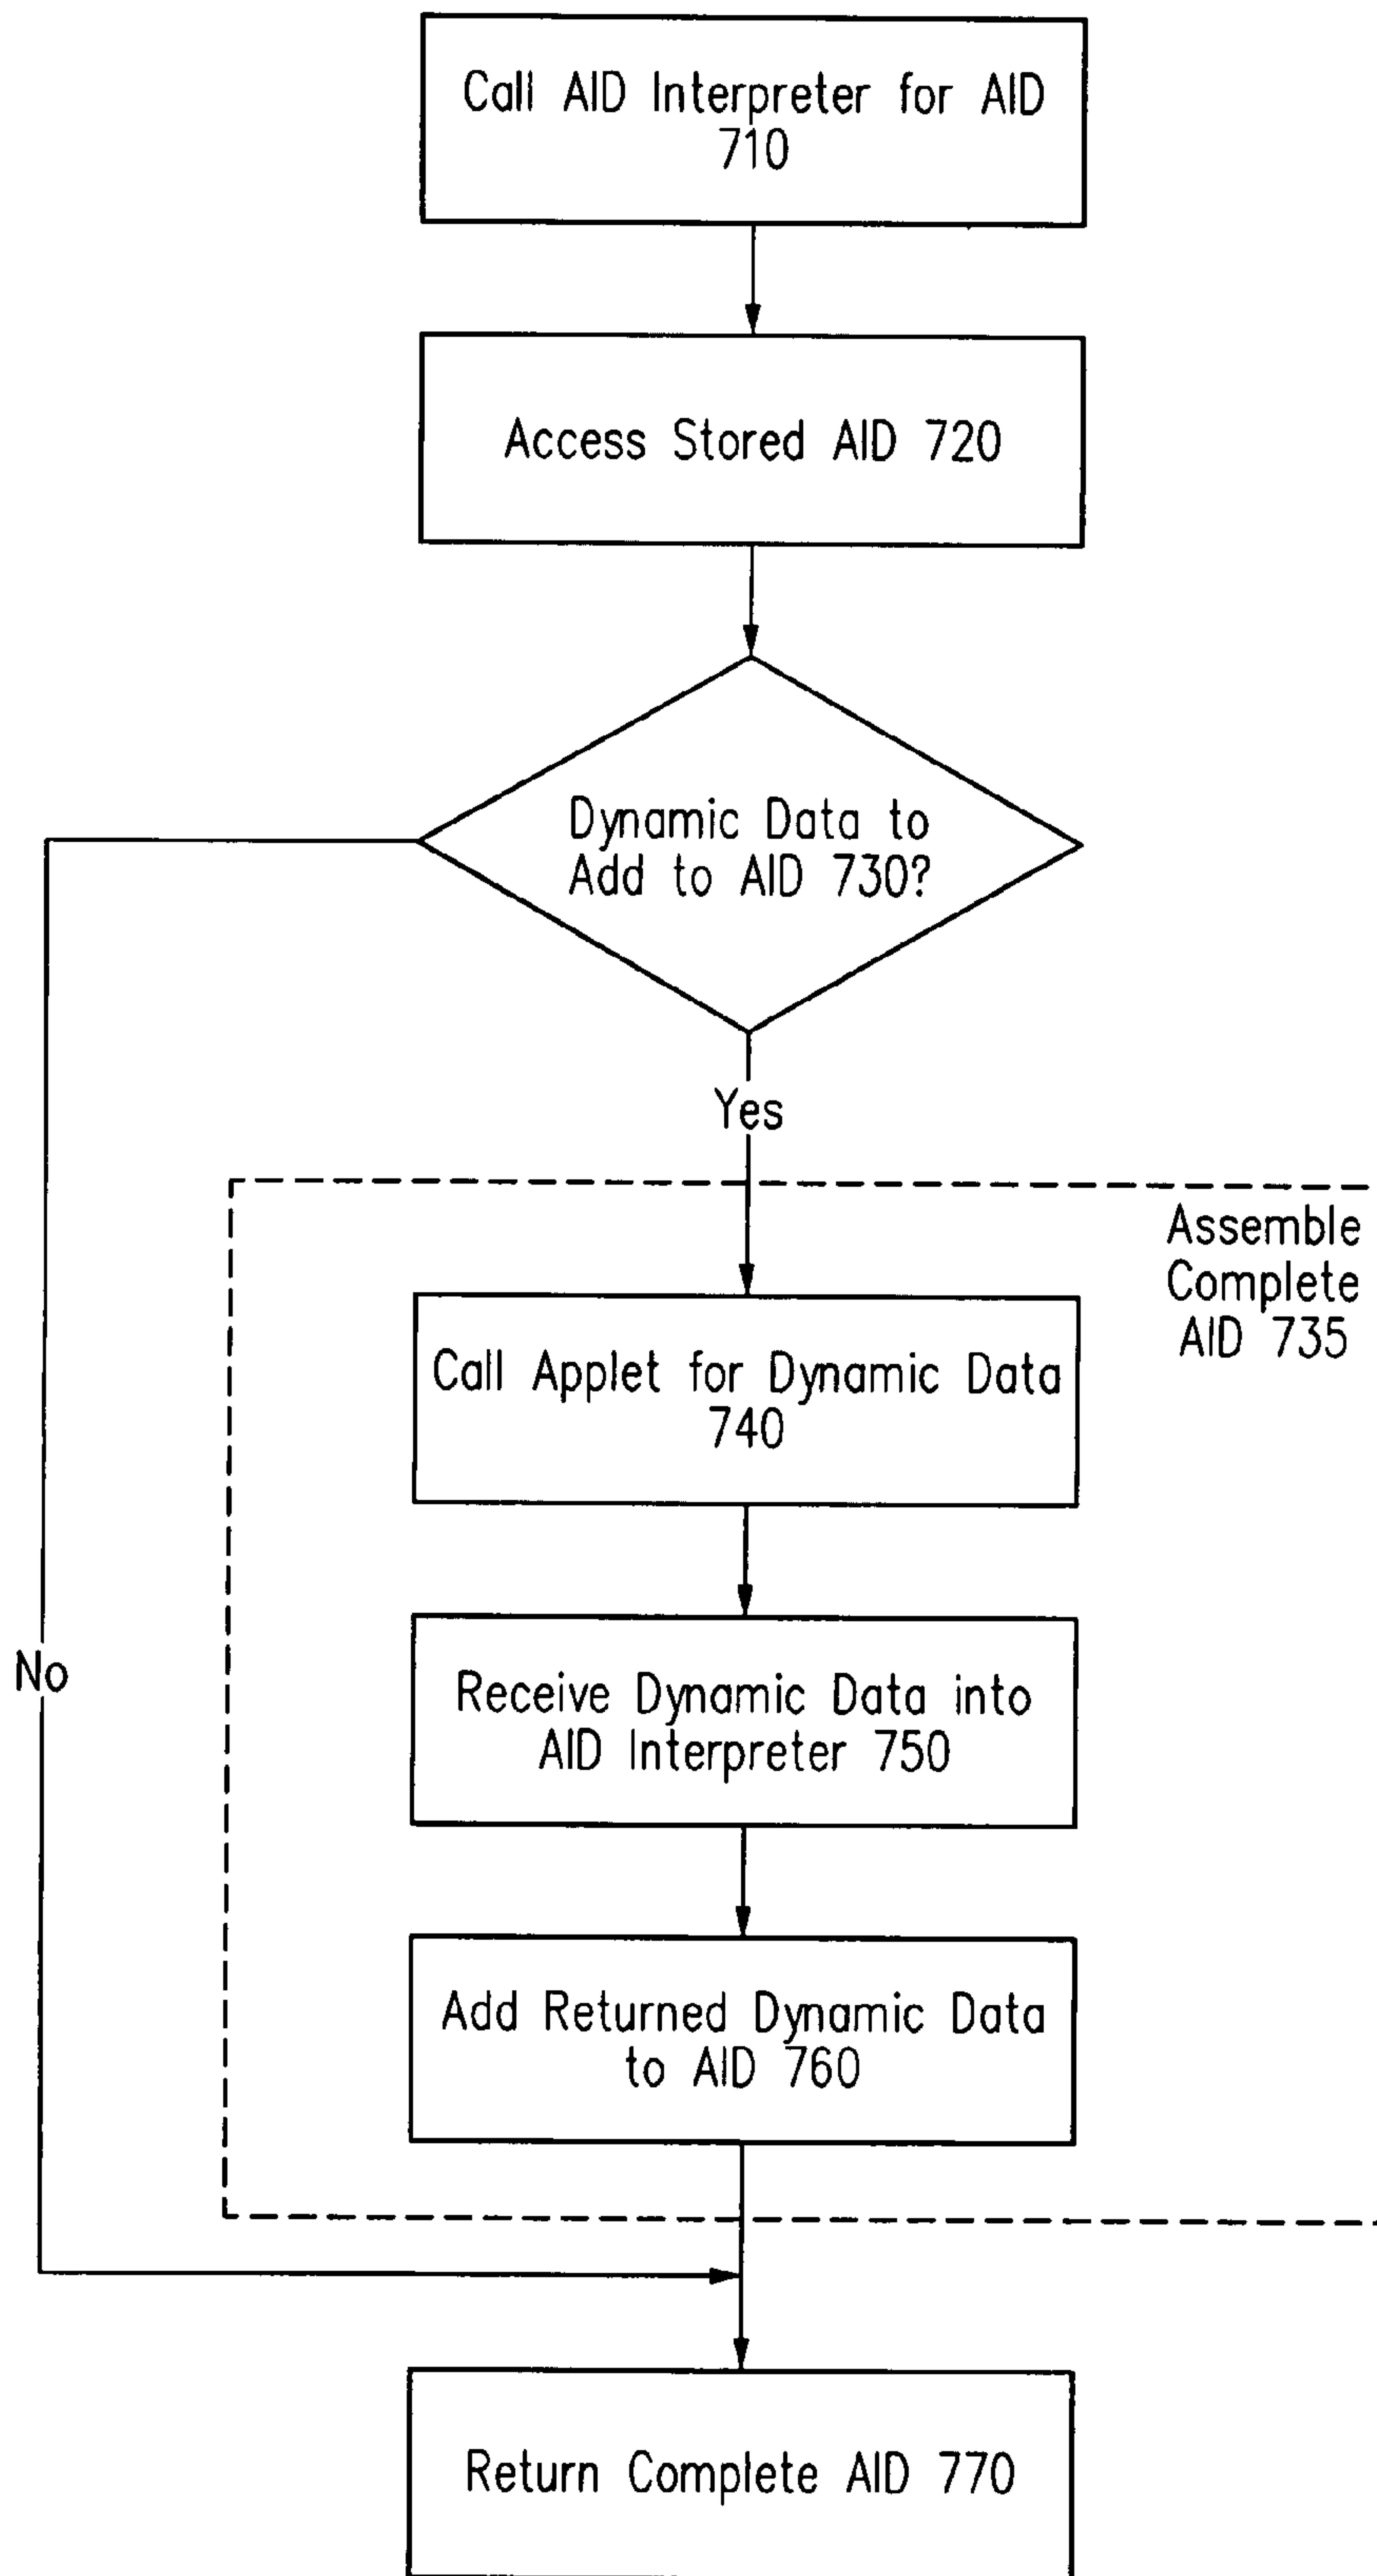 Call AID Interpreter for AID
710
Access Stored AID 720
Dynamic Data to
Add to AID 730?
Yes
Assemble
Complete
AID 735
Call Applet for Dynamic Data
740
No
Receive Dynamic Data into
AID Interpreter 750
Add Returned Dynamic Data
to AID 760
Return Complete AID 770